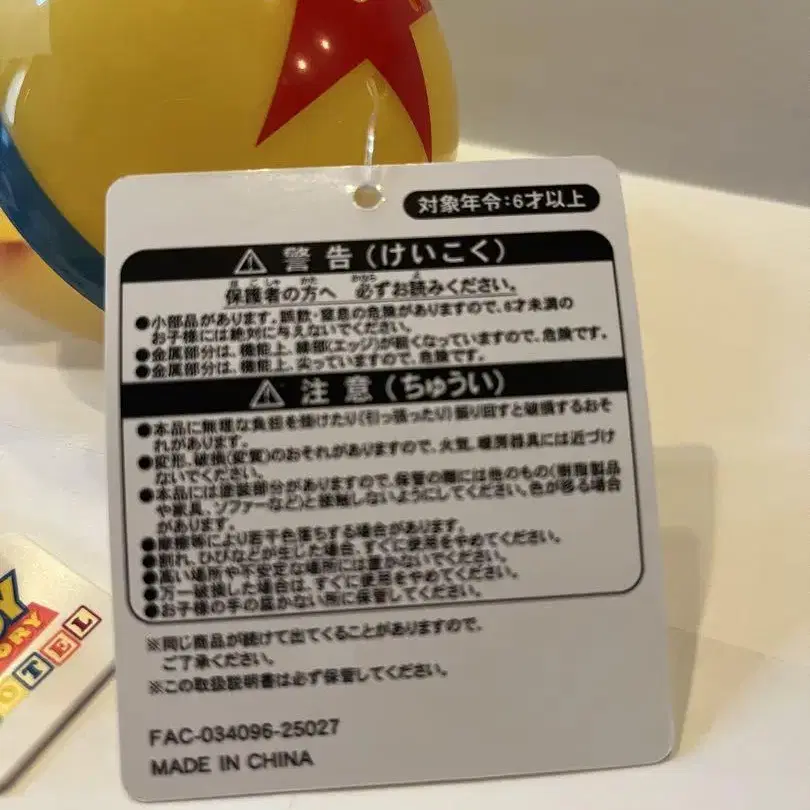 対象年令:6才以上
警告(けいこく)
ほごしゃ かた かなら よ
保護者の方へ 必ずお読みください。
●小部品があります。誤飲・窒息の危険がありますので、6才未満の
お子様には絶対に与えないでください。
●金属部分は、機能上、縁部(エッジ)が鋭くなっていますので、危険です。
●金属部分は、機能上、尖っていますので、危険です。
注意(ちゅうい)
●本品に無理な負担を掛けたり(引っ張ったり)振り回すと破損するおそ
れがあります。
●変形、破損(変質)のおそれがありますので、火気、暖房器具には近づけ
ないでください。
●本品には塗装部分がありますので、保管の際には他のもの(樹脂製品
や家具、ソファーなど)と接触しないようにしてください。色が移る場合
があります。
●摩擦等により若干色落ちする場合があります。
●割れ、ひびなどが生じた場合、すぐに使用をやめてください。
●高い場所や不安定な場所には置かないでください。
●万一破損した場合は、すぐに使用をやめてください。
●お子様の手の届かない所に保管してください。
※同じ商品が続けて出てくることがありますので、
ご了承ください。
※この取扱説明書は必ず保管してください。
FAC-034096-25027
MADE IN CHINA
OY
ORY
OTEL